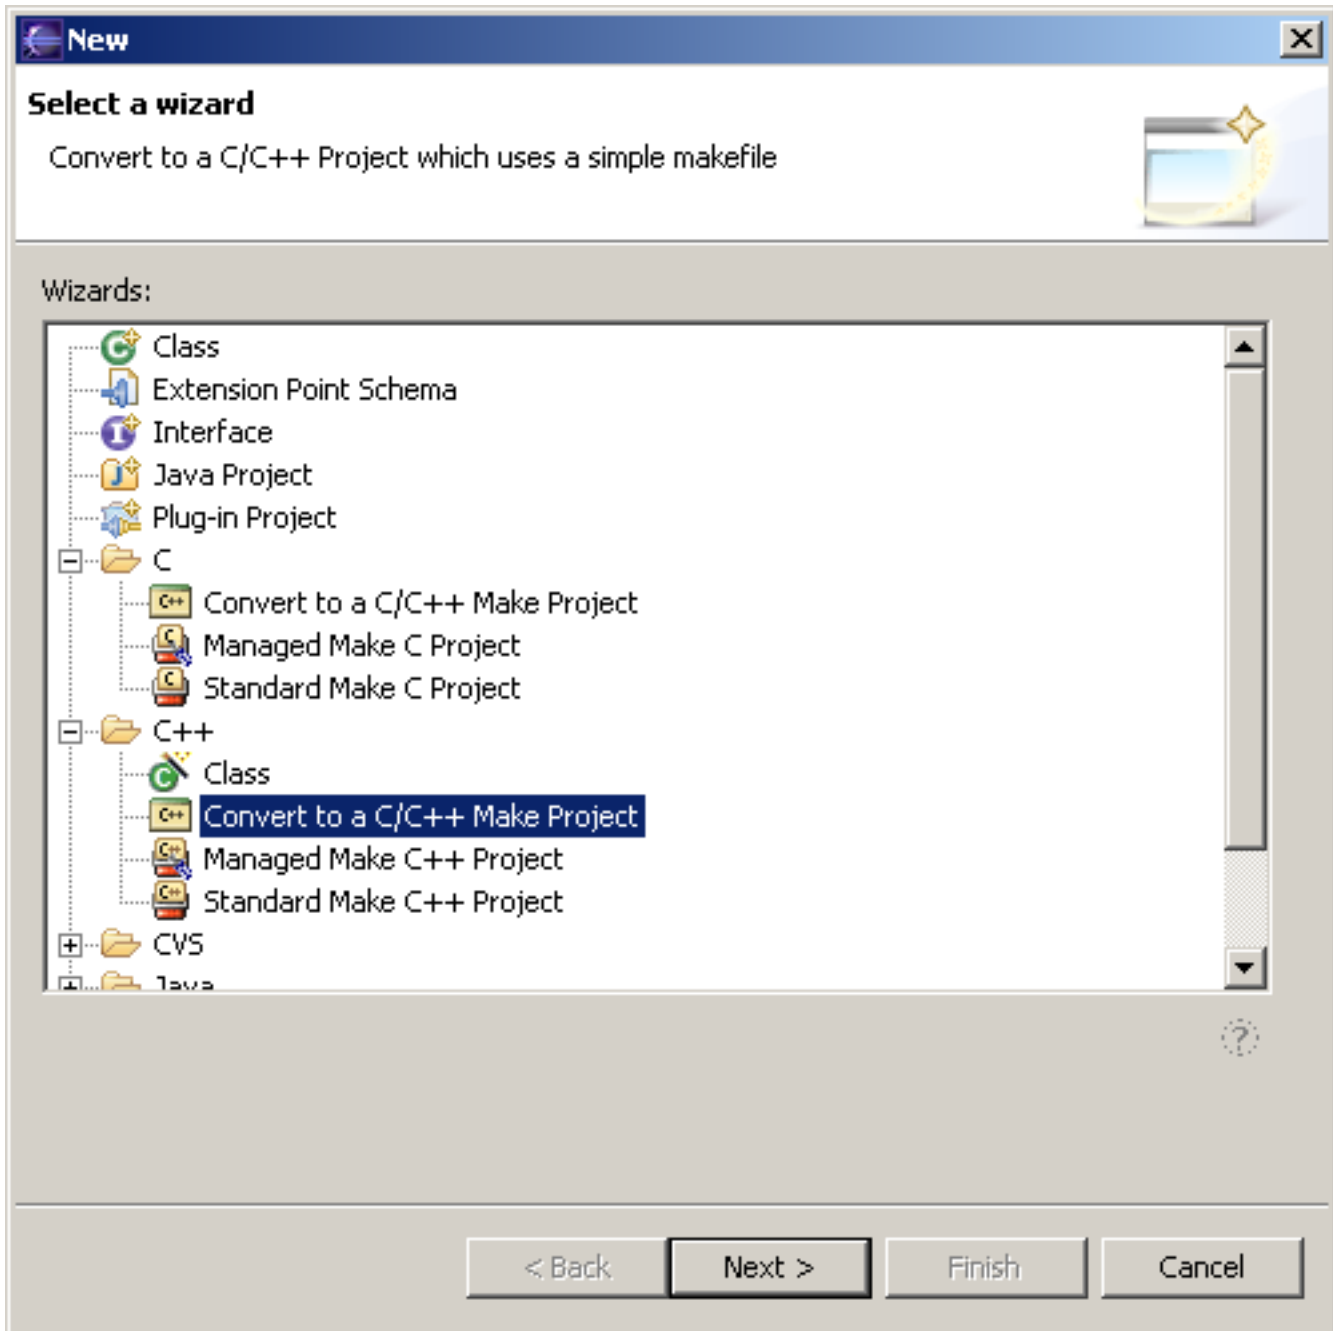 New
Select a wizard
Convert to a C/C++ Project which uses a simple makefile
Wizards:
Class
Extension Point Schema
Interface
Java Project
Plug-in Project
C
Convert to a C/C++ Make Project
Managed Make C Project
Standard Make C Project
C++
Class
Convert to a C/C++ Make Project
Managed Make C++ Project
Standard Make C++ Project
CVS
Java
< Back Next > Finish Cancel